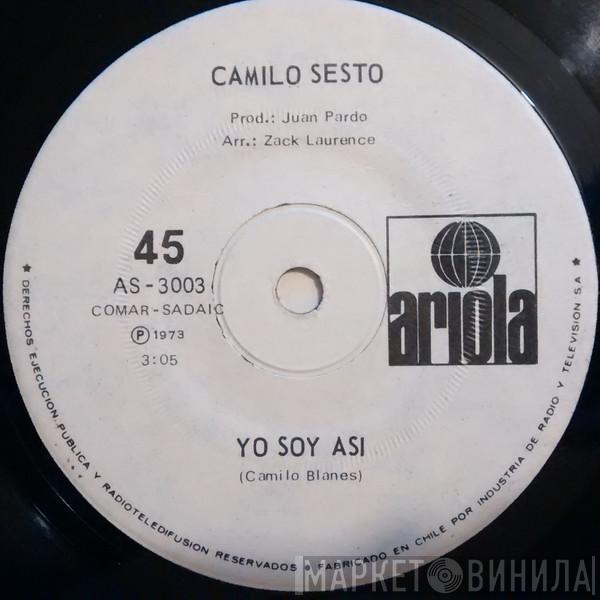 CAMILO SESTO
Prod.: Juan Pardo
Arr.: Zack Laurence
45
AS-3003
COMAR-SADAIC
Ⓟ 1973
3:05
ariola
YO SOY ASI
(Camilo Blanes)
★ DERECHOS EJECUCION PUBLICA Y RADIOTELEDIFUSION RESERVADOS ★ FABRICADO EN CHILE POR INDUSTRIA DE RADIO Y TELEVISION S.A ★
МАРКЕТ ВИНИЛА